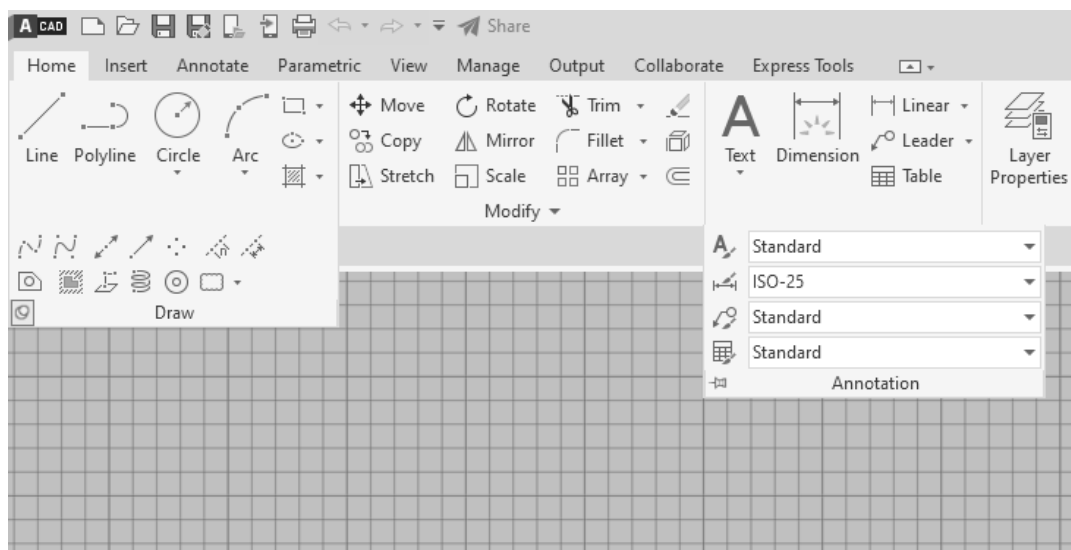 A CAD Share
Home Insert Annotate Parametric View Manage Output Collaborate Express Tools
Move Rotate Trim Linear
Copy Mirror Fillet Leader
Line Polyline Circle Arc Text Dimension Layer
Stretch Scale Array Table Properties
Modify
Standard
ISO-25
Draw Standard
Standard
Annotation